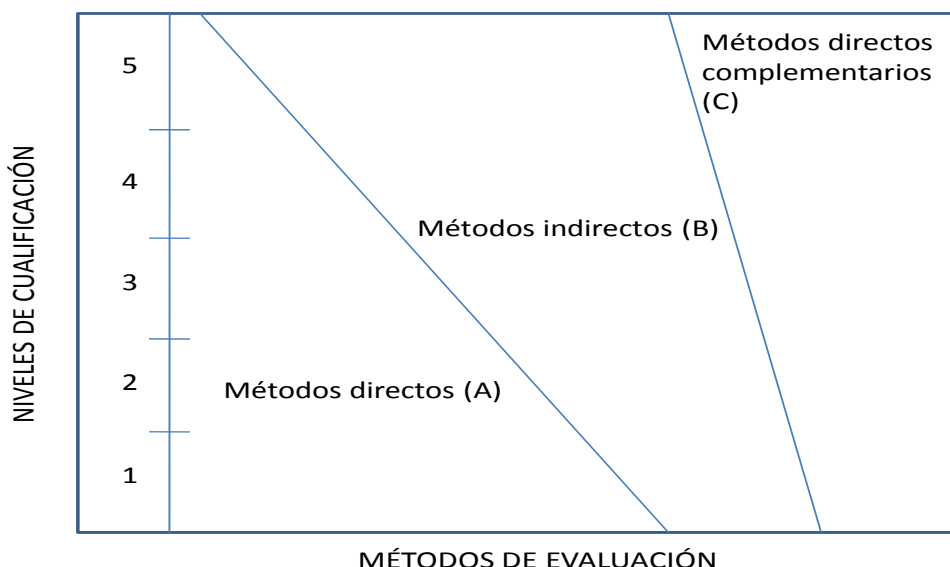 NIVELES DE CUALIFICACIÓN
5
4
3
2
1
Métodos directos
complementarios
(C)
Métodos indirectos (B)
Métodos directos (A)
MÉTODOS DE EVALUACIÓN